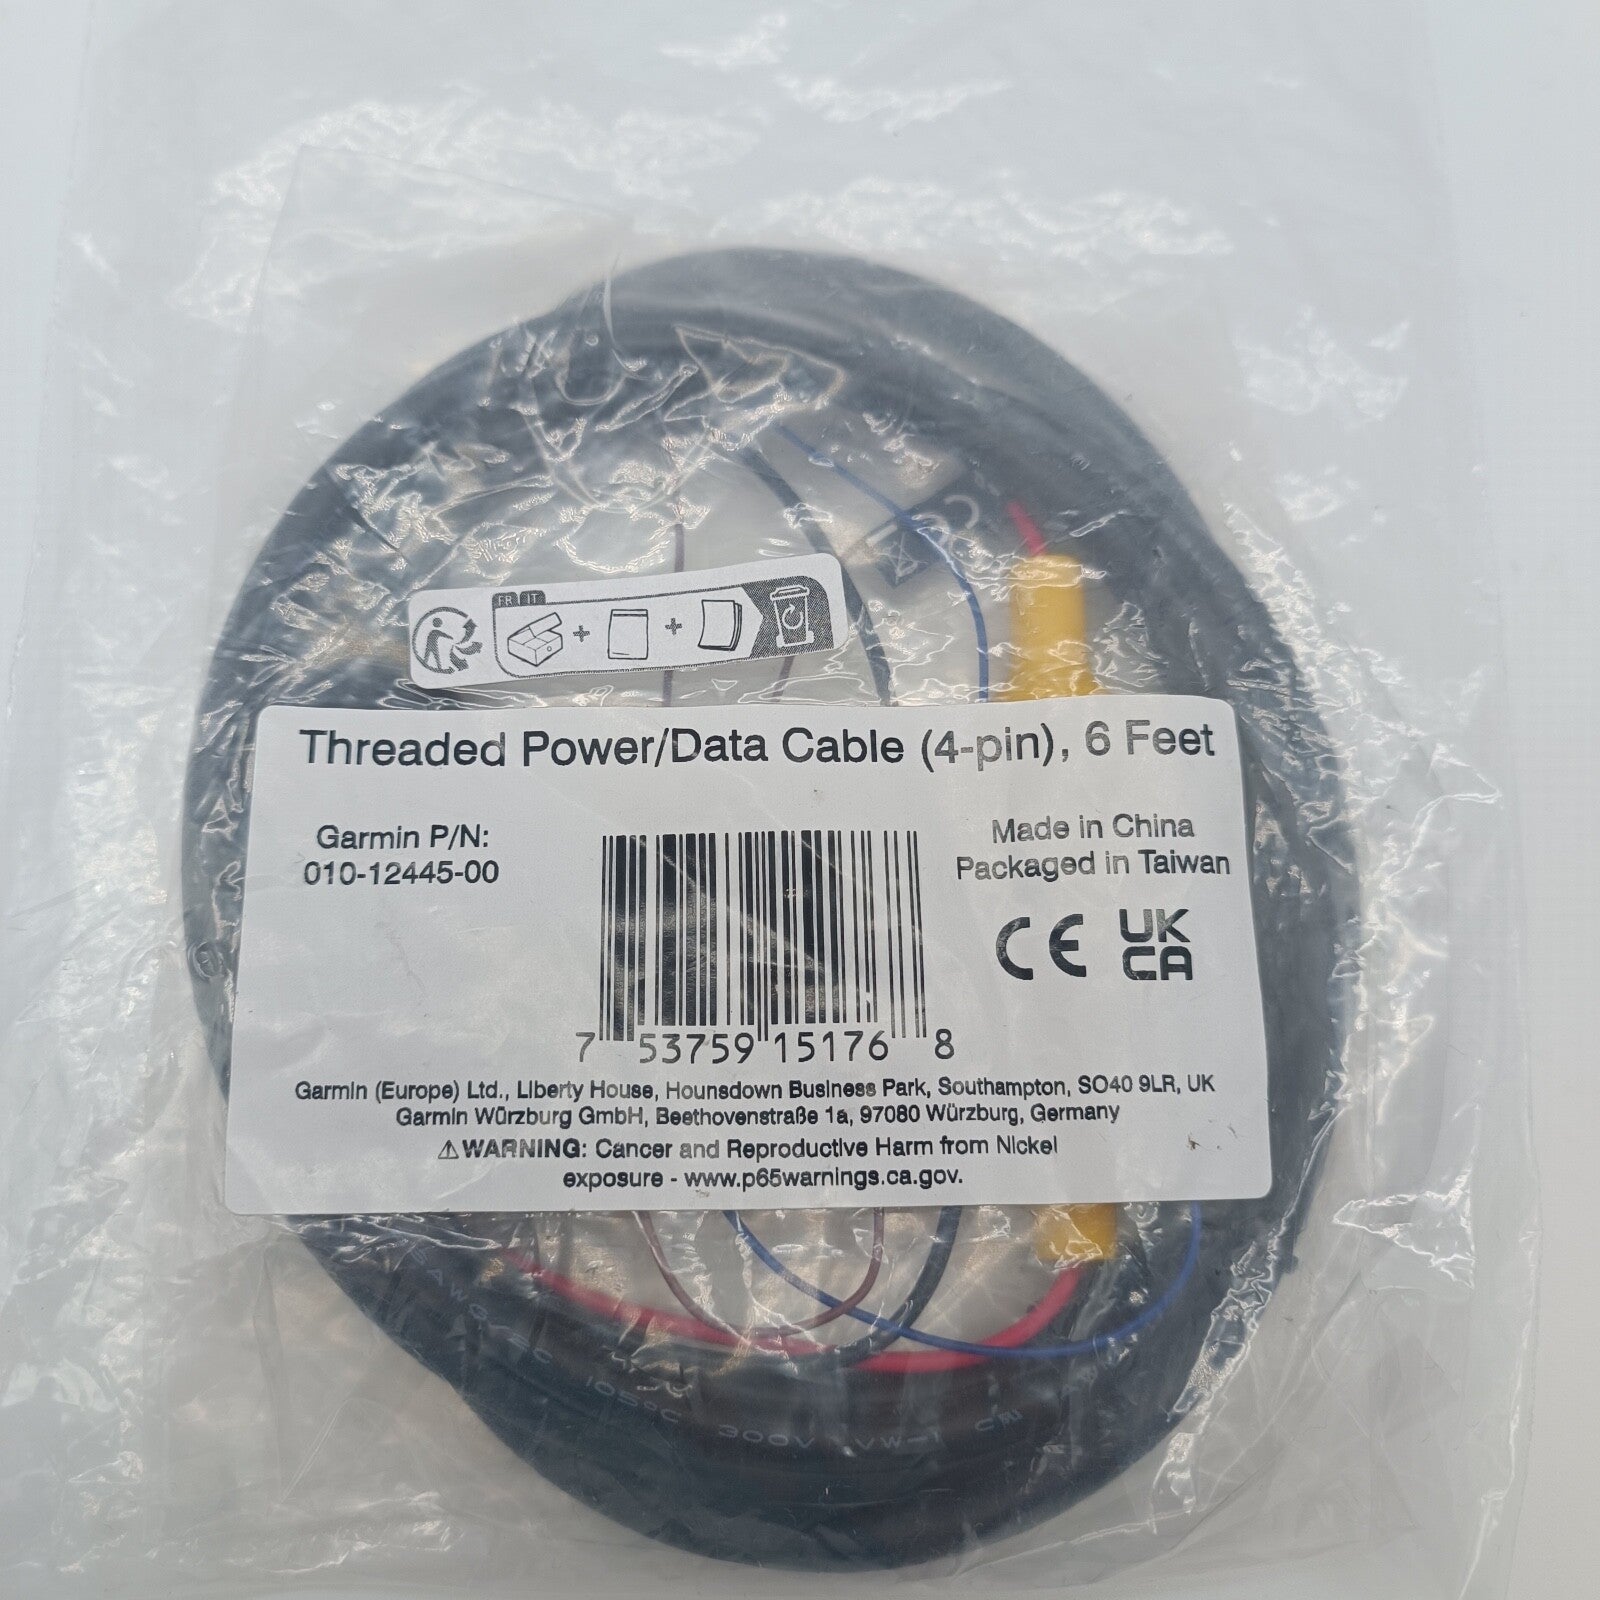 FR IT
Threaded Power/Data Cable (4-pin), 6 Feet
Garmin P/N:
010-12445-00
Made in China
Packaged in Taiwan
CE
UK
CA
7 53759 15176 8
Garmin (Europe) Ltd., Liberty House, Hounsdown Business Park, Southampton, SO40 9LR, UK
Garmin Würzburg GmbH, Beethovenstraße 1a, 97080 Würzburg, Germany
⚠WARNING: Cancer and Reproductive Harm from Nickel
exposure - www.p65warnings.ca.gov.
105°C 300V VW-1